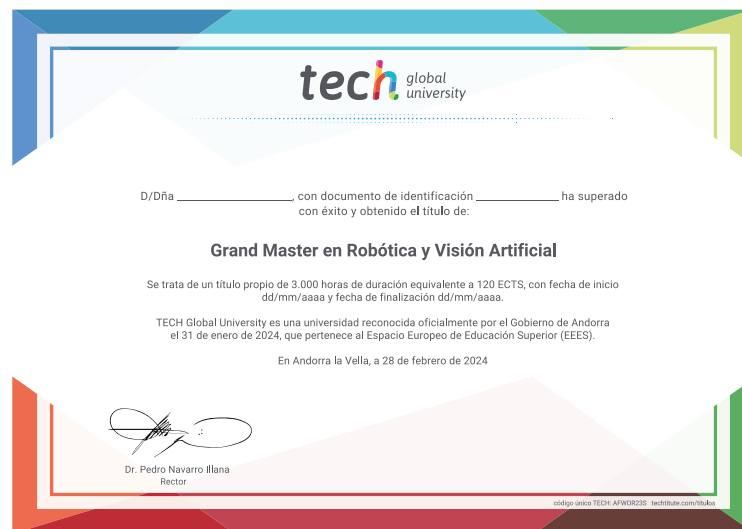 tech global university
D/Dña ____________________, con documento de identificación ______________ ha superado
con éxito y obtenido el título de:
Grand Master en Robótica y Visión Artificial
Se trata de un título propio de 3.000 horas de duración equivalente a 120 ECTS, con fecha de inicio
dd/mm/aaaa y fecha de finalización dd/mm/aaaa.
TECH Global University es una universidad reconocida oficialmente por el Gobierno de Andorra
el 31 de enero de 2024, que pertenece al Espacio Europeo de Educación Superior (EEES).
En Andorra la Vella, a 28 de febrero de 2024
Dr. Pedro Navarro Illana
Rector
código único TECH: AFWOR23S techtitute.com/titulos